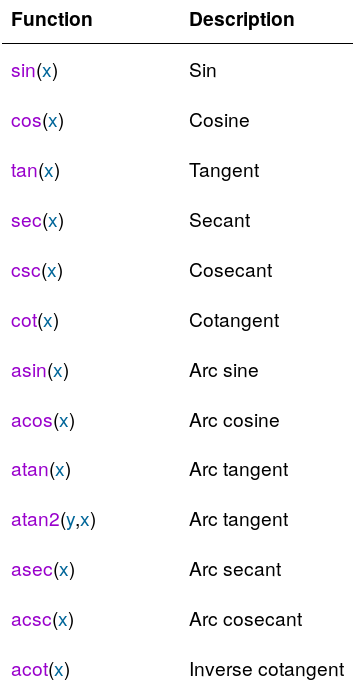 Function Description
sin(x) Sin
cos(x) Cosine
tan(x) Tangent
sec(x) Secant
csc(x) Cosecant
cot(x) Cotangent
asin(x) Arc sine
acos(x) Arc cosine
atan(x) Arc tangent
atan2(y,x) Arc tangent
asec(x) Arc secant
acsc(x) Arc cosecant
acot(x) Inverse cotangent